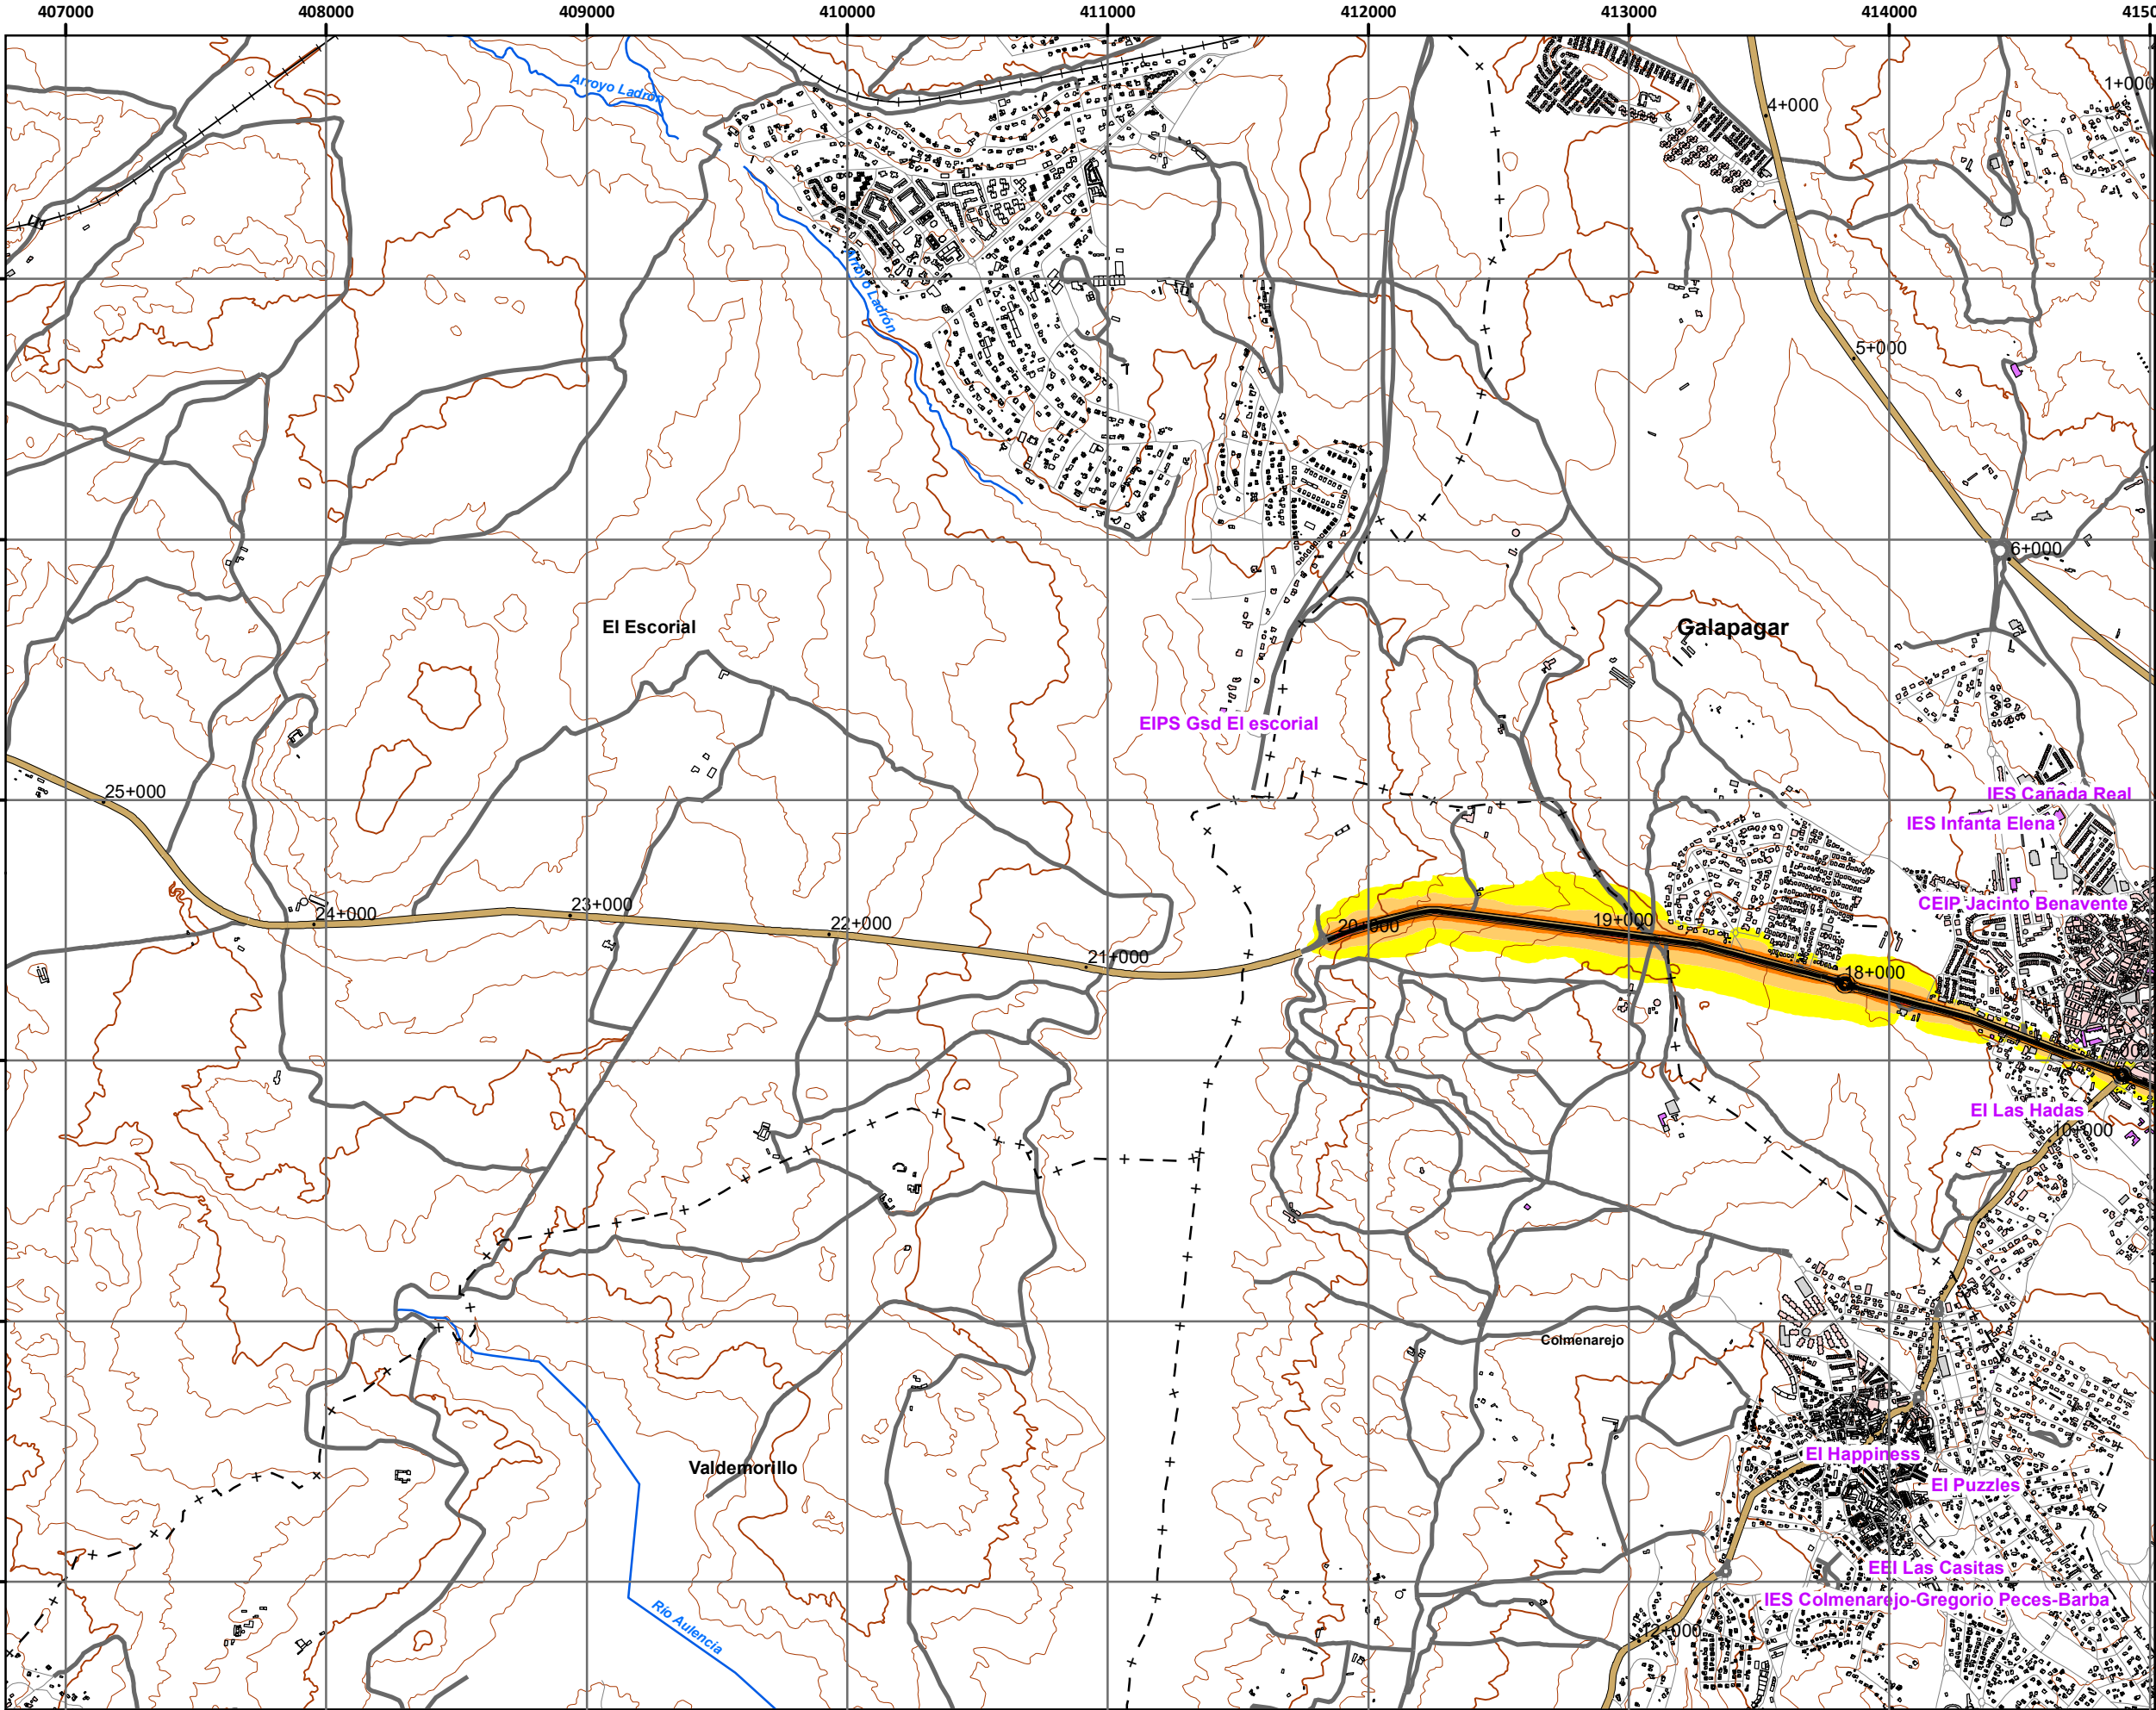 407000 408000 409000 410000 411000 412000 413000 414000
1+000
Arroyo Ladrón
4+000
Arroyo Ladrón
5+000
6+000
El Escorial
Galapagar
EIPS Gsd El escorial
25+000
IES Cañada Real
IES Infanta Elena
CEIP Jacinto Benavente
23+000
24+000
22+000
19+000
20+000
21+000
18+000
EI Las Hadas
10+000
Colmenarejo
EI Happiness
Valdemorillo
EI Puzzles
EEI Las Casitas
IES Colmenarejo-Gregorio Peces-Barba
Río Aulencia
12+000